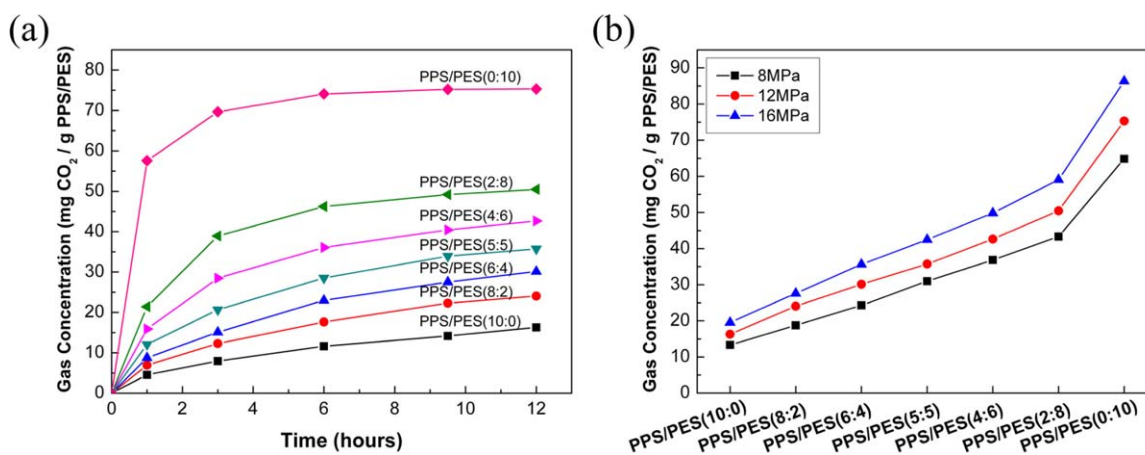 (a)
Gas Concentration (mg CO₂ / g PPS/PES)
80
70
60
50
40
30
20
10
0
PPS/PES(0:10)
PPS/PES(2:8)
PPS/PES(4:6)
PPS/PES(5:5)
PPS/PES(6:4)
PPS/PES(8:2)
PPS/PES(10:0)
0 2 4 6 8 10 12
Time (hours)
(b)
Gas Concentration (mg CO₂ / g PPS/PES)
90
80
70
60
50
40
30
20
10
0
8MPa
12MPa
16MPa
PPS/PES(10:0)
PPS/PES(8:2)
PPS/PES(6:4)
PPS/PES(5:5)
PPS/PES(4:6)
PPS/PES(2:8)
PPS/PES(0:10)